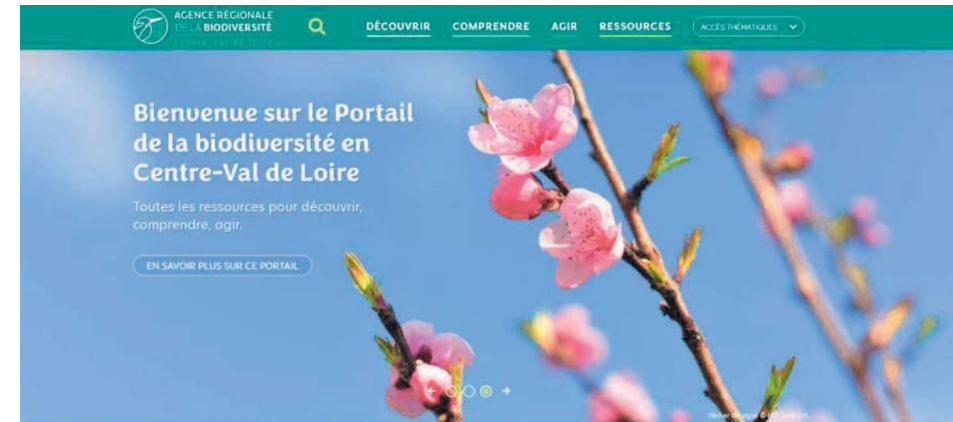 AGENCE RÉGIONALE
DE LA BIODIVERSITÉ
DÉCOUVRIR
COMPRENDRE
AGIR
RESSOURCES
ACCÈS THÉMATIQUES
Bienvenue sur le Portail
de la biodiversité en
Centre-Val de Loire
Toutes les ressources pour découvrir,
comprendre, agir.
EN SAVOIR PLUS SUR CE PORTAIL